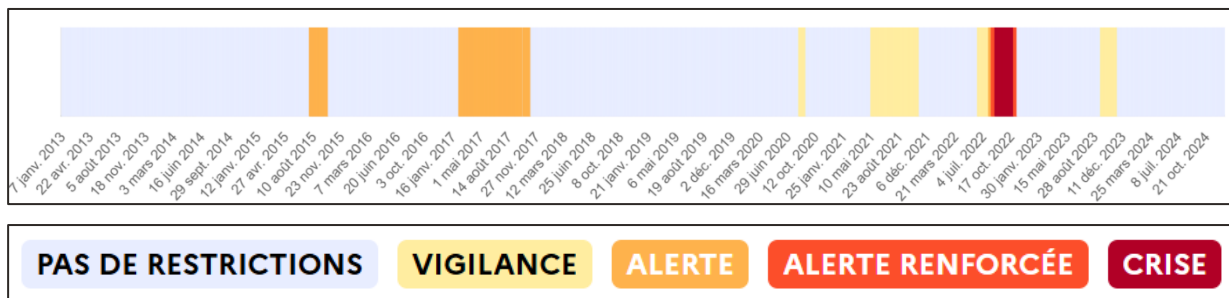 7 janv. 2013
22 avr. 2013
5 août 2013
18 nov. 2013
3 mars 2014
16 juin 2014
29 sept. 2014
12 janv. 2015
27 avr. 2015
10 août 2015
23 nov. 2015
7 mars 2016
20 juin 2016
3 oct. 2016
16 janv. 2017
1 mai 2017
14 août 2017
27 nov. 2017
12 mars 2018
25 juin 2018
8 oct. 2018
21 janv. 2019
6 mai 2019
19 août 2019
2 déc. 2019
16 mars 2020
29 juin 2020
12 oct. 2020
25 janv. 2021
10 mai 2021
23 août 2021
6 déc. 2021
21 mars 2022
4 juil. 2022
17 oct. 2022
30 janv. 2023
15 mai 2023
28 août 2023
11 déc. 2023
25 mars 2024
8 juil. 2024
21 oct. 2024
PAS DE RESTRICTIONS VIGILANCE ALERTE ALERTE RENFORCÉE CRISE